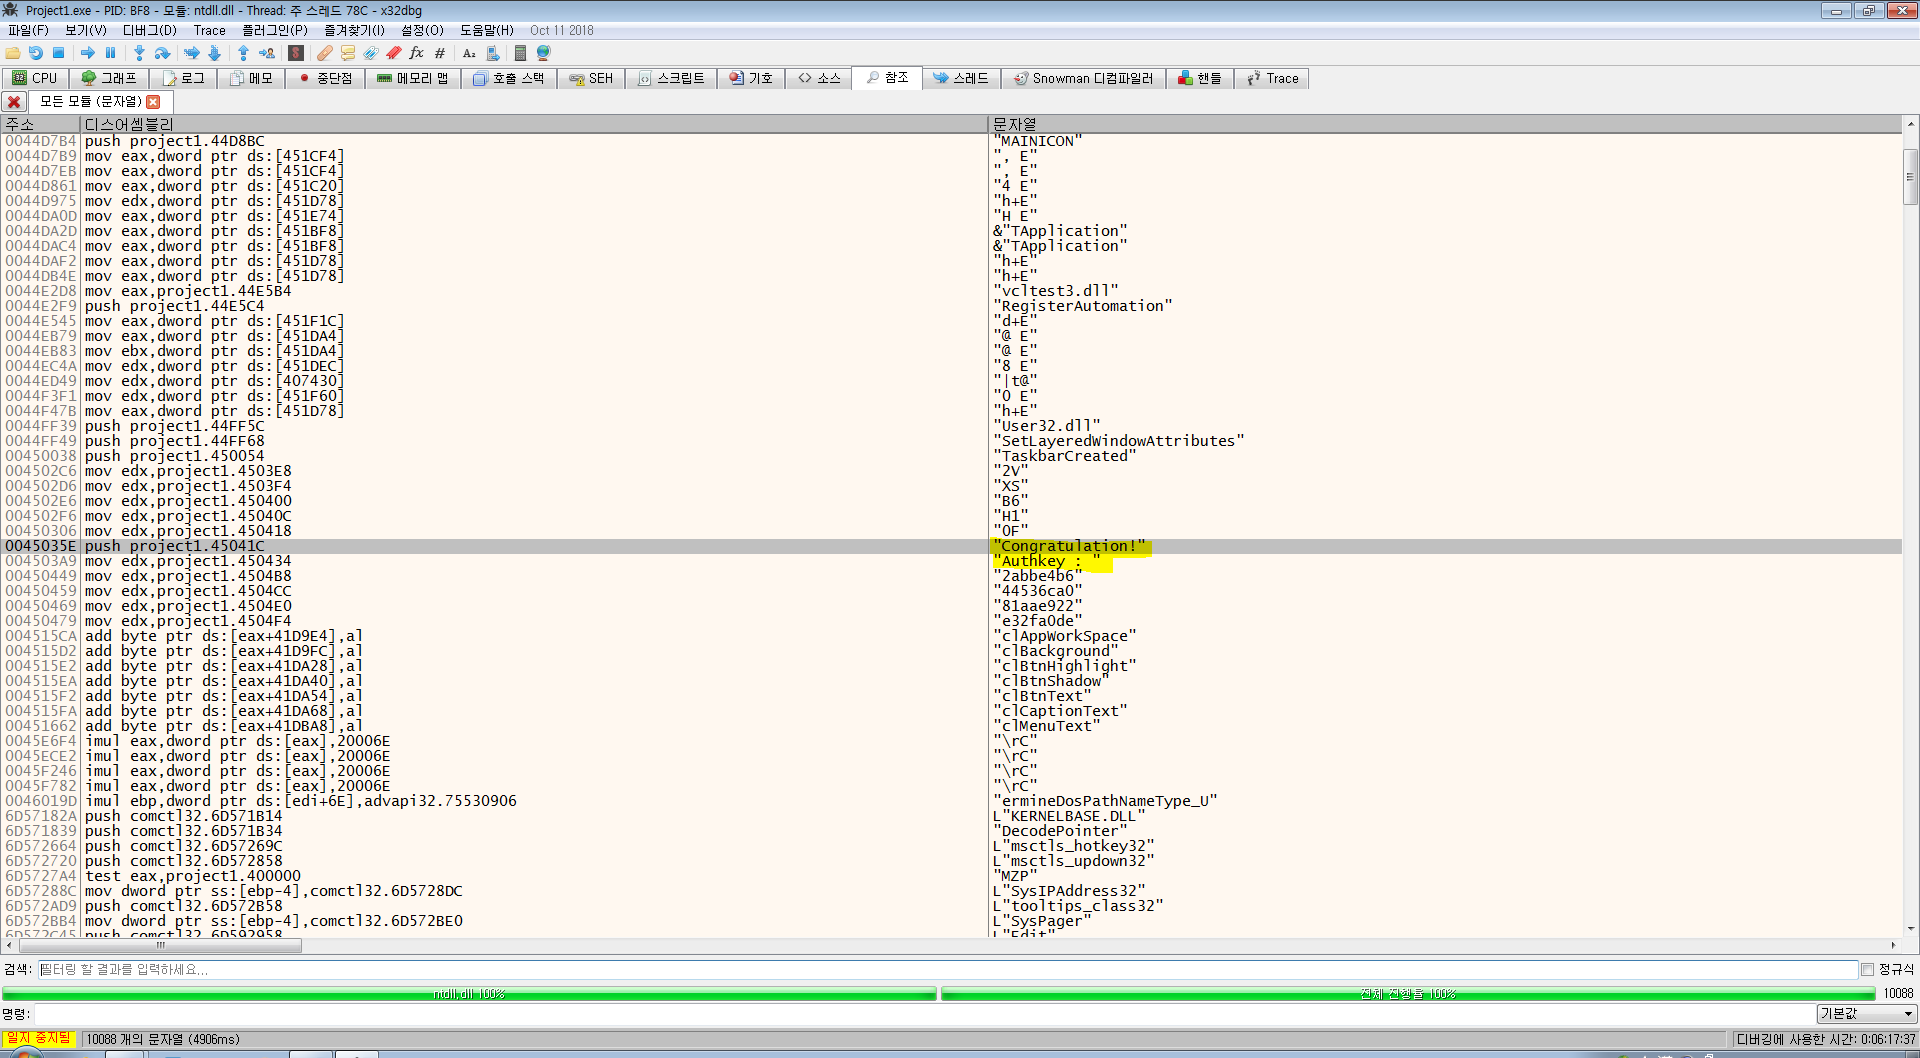 Project1.exe - PID: BF8 - 모듈: ntdll.dll - Thread: 주 스레드 78C - x32dbg
파일(F) 보기(V) 디버그(D) Trace 플러그인(P) 즐겨찾기(I) 설정(O) 도움말(H) Oct 11 2018
CPU 그래프 로그 메모 중단점 메모리 맵 호출 스택 SEH 스크립트 기호 소스 참조 스레드 Snowman 디컴파일러 핸들 Trace
모든 모듈 (문자열)
주소 디스어셈블리 문자열
0044D7B4 push project1.44D8BC "MAINICON"
0044D7B9 mov eax,dword ptr ds:[451CF4] ", E"
0044D7EB mov eax,dword ptr ds:[451CF4] ", E"
0044D861 mov eax,dword ptr ds:[451C20] "4 E"
0044D975 mov edx,dword ptr ds:[451D78] "h+E"
0044DA0D mov eax,dword ptr ds:[451E74] "H E"
0044DA2D mov eax,dword ptr ds:[451BF8] &"TApplication"
0044DAC4 mov eax,dword ptr ds:[451BF8] &"TApplication"
0044DAF2 mov eax,dword ptr ds:[451D78] "h+E"
0044DB4E mov eax,dword ptr ds:[451D78] "h+E"
0044E2D8 mov eax,project1.44E5B4 "vcltest3.dll"
0044E2F9 push project1.44E5C4 "RegisterAutomation"
0044E545 mov eax,dword ptr ds:[451F1C] "d+E"
0044EB79 mov eax,dword ptr ds:[451DA4] "@ E"
0044EB83 mov ebx,dword ptr ds:[451DA4] "@ E"
0044EC4A mov edx,dword ptr ds:[451DEC] "8 E"
0044ED49 mov edx,dword ptr ds:[407430] "|t@"
0044F3F1 mov edx,dword ptr ds:[451F60] "0 E"
0044F47B mov eax,dword ptr ds:[451D78] "h+E"
0044FF39 push project1.44FF5C "User32.dll"
0044FF49 push project1.44FF68 "SetLayeredWindowAttributes"
00450038 push project1.450054 "TaskbarCreated"
004502C6 mov edx,project1.4503E8 "2V"
004502D6 mov edx,project1.4503F4 "XS"
004502E6 mov edx,project1.450400 "B6"
004502F6 mov edx,project1.45040C "H1"
00450306 mov edx,project1.450418 "OF"
0045035E push project1.45041C "Congratulation!"
004503A9 mov edx,project1.450434 "Authkey : "
00450449 mov edx,project1.4504B8 "2abbe4b6"
00450459 mov edx,project1.4504CC "44536ca0"
00450469 mov edx,project1.4504E0 "81aae922"
00450479 mov edx,project1.4504F4 "e32fa0de"
004515CA add byte ptr ds:[eax+41D9E4],al "clAppWorkSpace"
004515D2 add byte ptr ds:[eax+41D9FC],al "clBackground"
004515E2 add byte ptr ds:[eax+41DA28],al "clBtnHighlight"
004515EA add byte ptr ds:[eax+41DA40],al "clBtnShadow"
004515F2 add byte ptr ds:[eax+41DA54],al "clBtnText"
004515FA add byte ptr ds:[eax+41DA68],al "clCaptionText"
00451662 add byte ptr ds:[eax+41DBA8],al "clMenuText"
0045E6F4 imul eax,dword ptr ds:[eax],20006E "\rC"
0045ECE2 imul eax,dword ptr ds:[eax],20006E "\rC"
0045F246 imul eax,dword ptr ds:[eax],20006E "\rC"
0045F782 imul eax,dword ptr ds:[eax],20006E "\rC"
0046019D imul ebp,dword ptr ds:[edi+6E],advapi32.75530906 "ermineDosPathNameType_U"
6D57182A push comctl32.6D571B14 L"KERNELBASE.DLL"
6D571839 push comctl32.6D571B34 "DecodePointer"
6D572664 push comctl32.6D57269C L"msctls_hotkey32"
6D572720 push comctl32.6D572858 L"msctls_updown32"
6D5727A4 test eax,project1.400000 "MZP"
6D57288C mov dword ptr ss:[ebp-4],comctl32.6D5728DC L"SysIPAddress32"
6D572AD9 push comctl32.6D572B58 L"tooltips_class32"
6D572BB4 mov dword ptr ss:[ebp-4],comctl32.6D572BE0 L"SysPager"
6D572C45 push comctl32.6D592958 L"Edit"
검색: 필터링 할 결과를 입력하세요... 정규식
ntdll.dll 100% 전체 진행률 100% 10088
명령: 기본값
일시 중지됨 10088 개의 문자열 (4906ms) 디버깅에 사용한 시간: 0:06:17:37